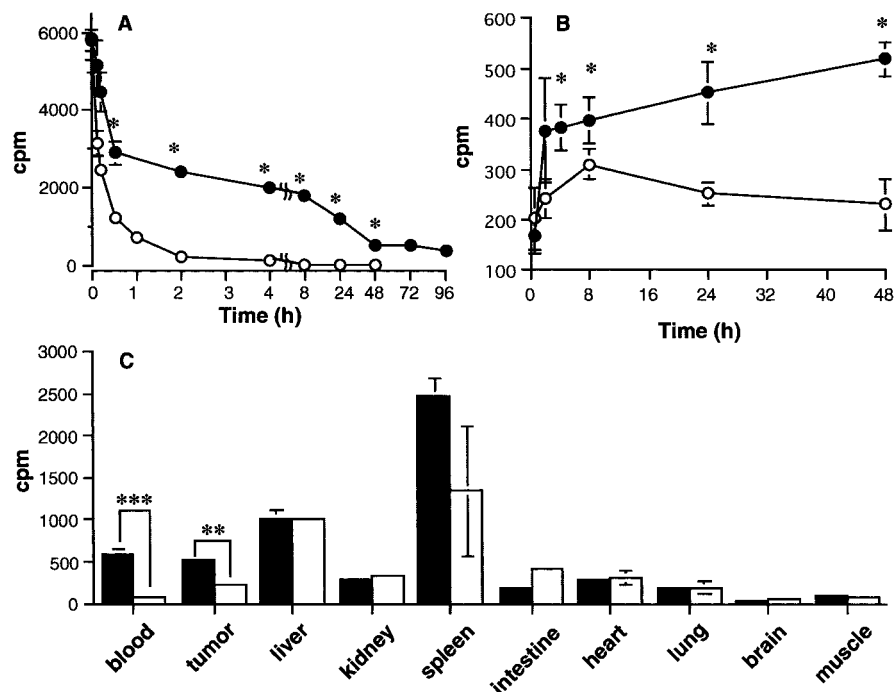 A
cpm
6000
4000
2000
0
* * * * * *
0 1 2 3 4 8 24 48 72 96
Time (h)
B
cpm
600
500
400
300
200
100
* * * *
0 8 16 24 32 40 48
Time (h)
C
cpm
3000
2500
2000
1500
1000
500
0
*** **
blood tumor liver kidney spleen intestine heart lung brain muscle